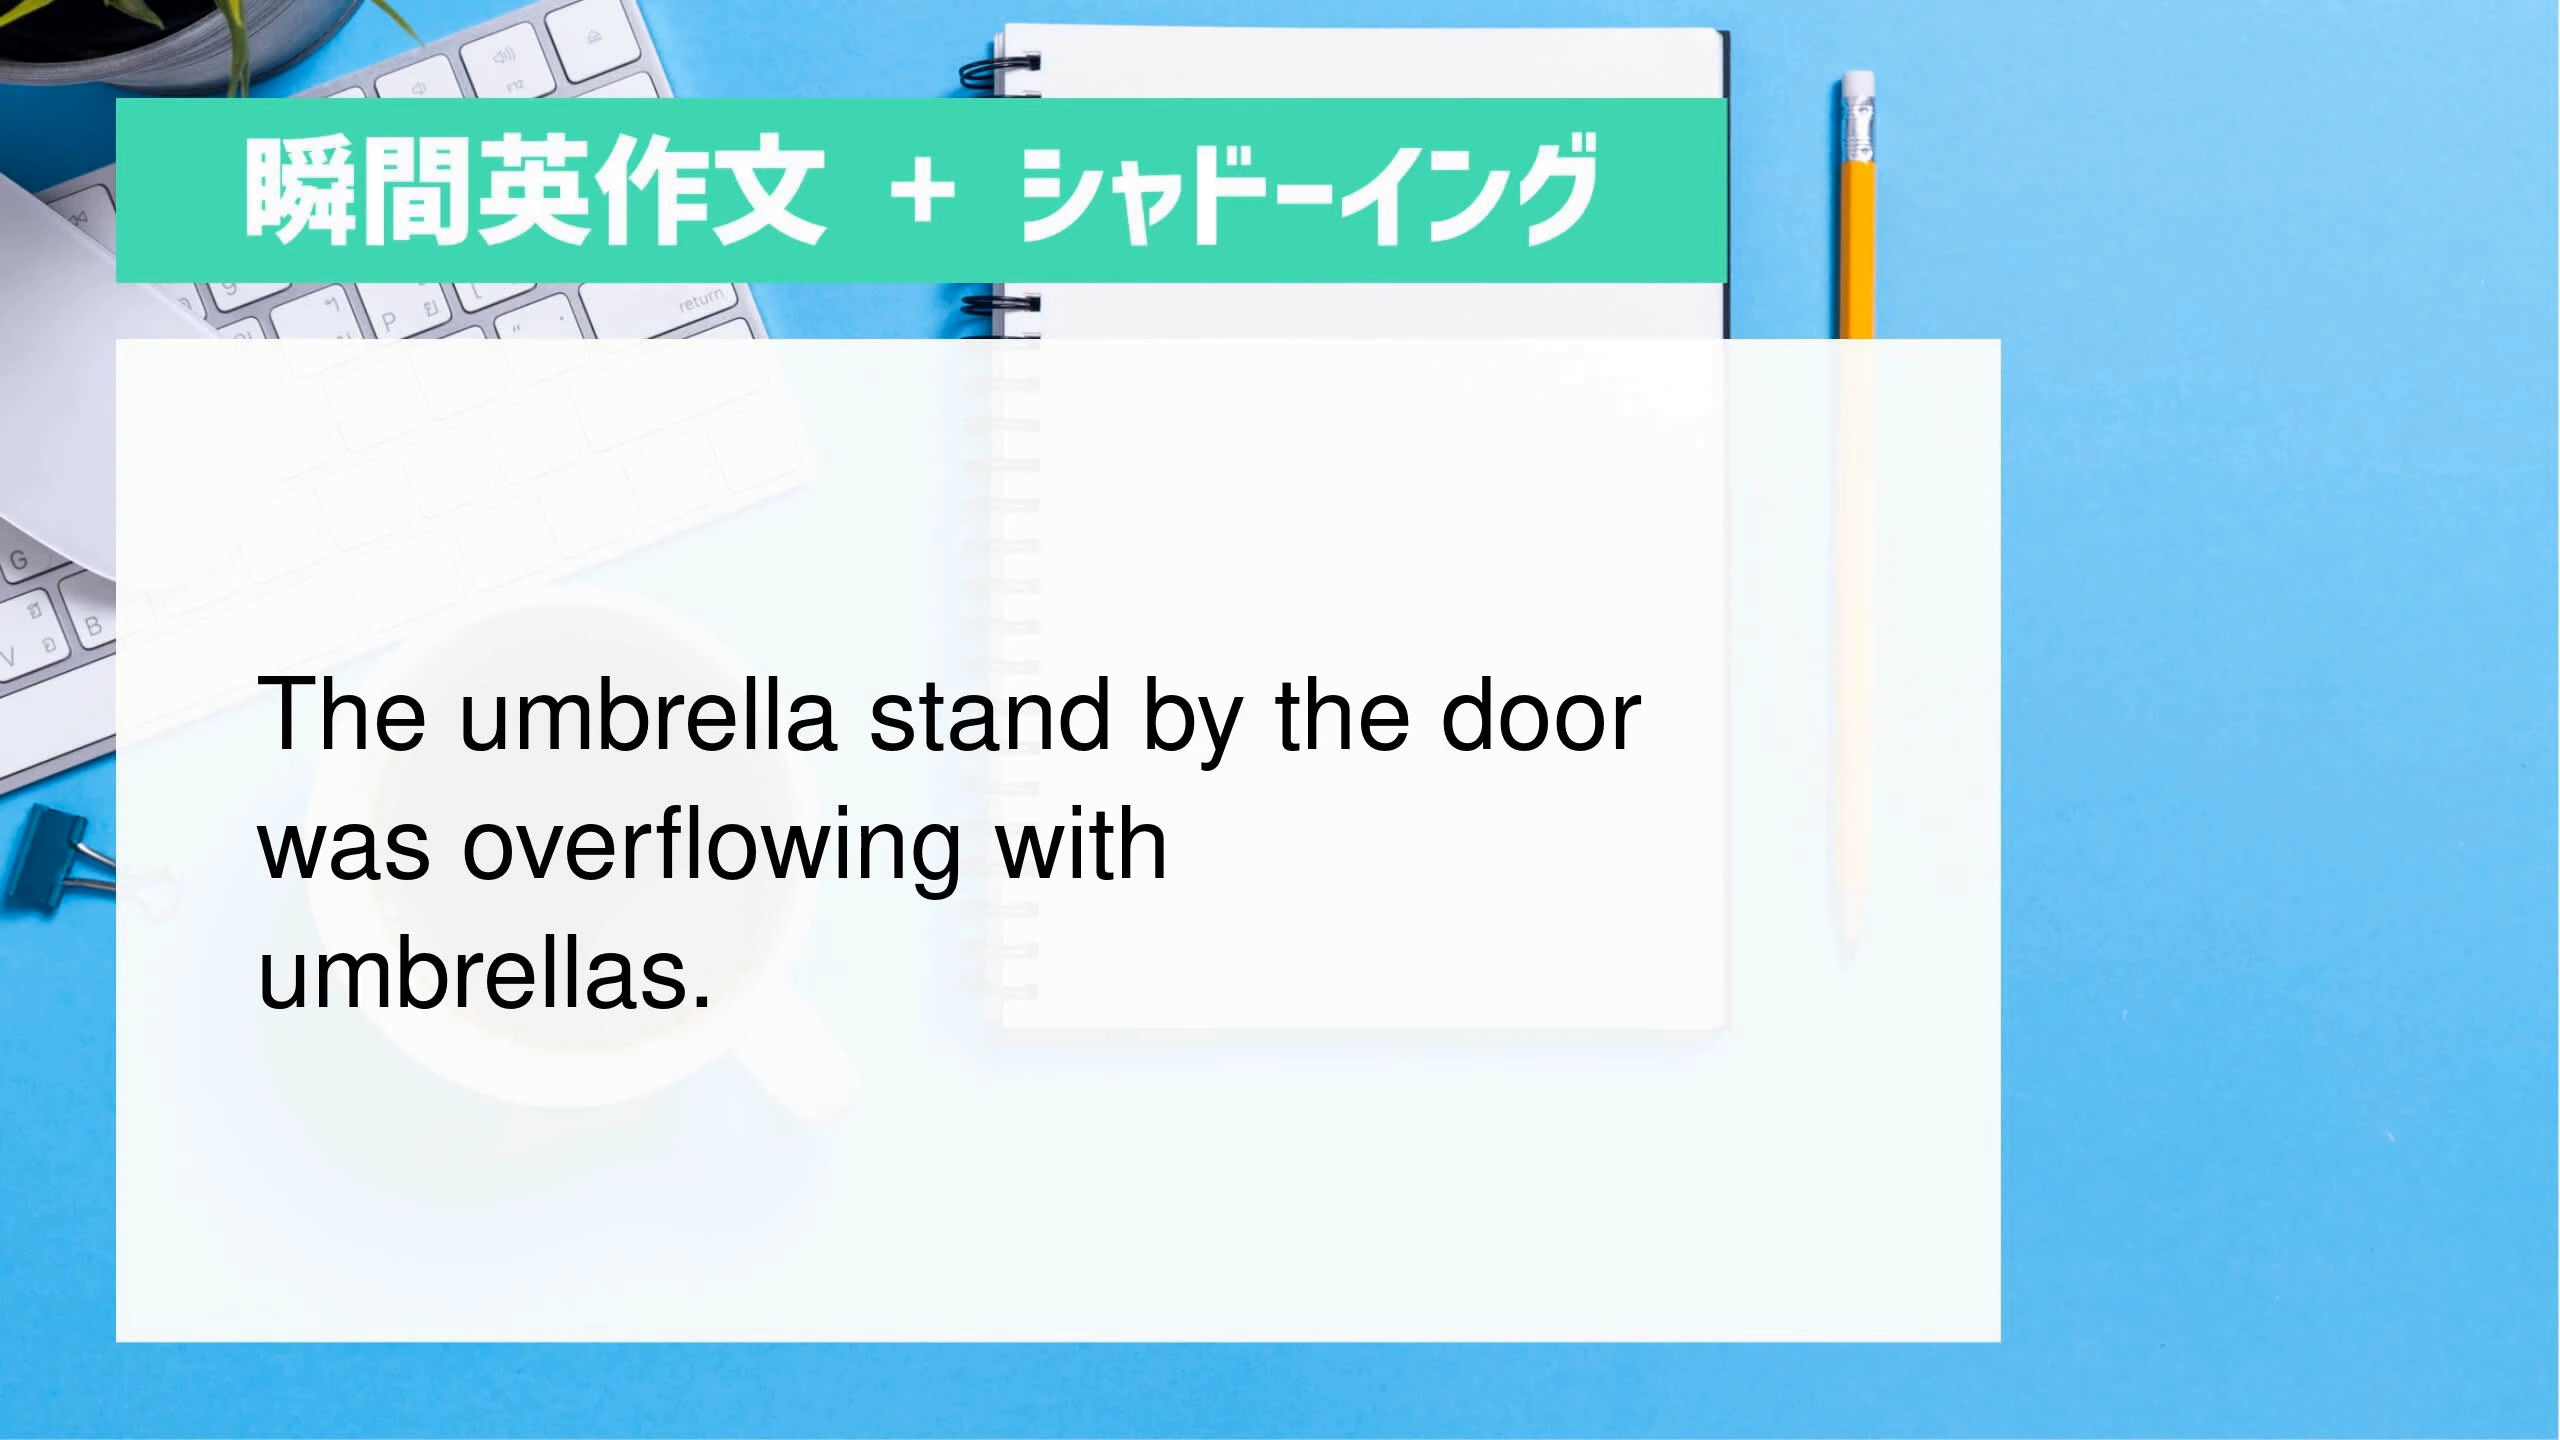 瞬間英作文 + シャドーイング
The umbrella stand by the door
was overflowing with
umbrellas.